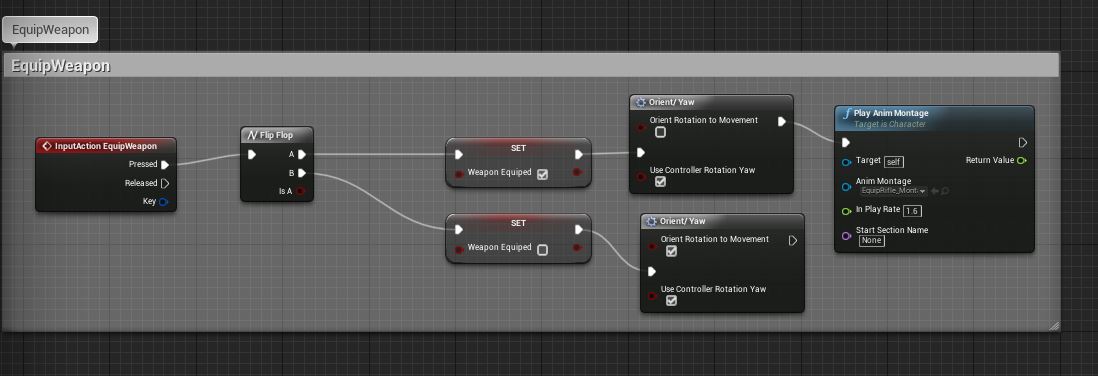 EquipWeapon
EquipWeapon
InputAction EquipWeapon
Pressed
Released
Key
Flip Flop
A
B
Is A
SET
Weapon Equiped
SET
Weapon Equiped
Orient/ Yaw
Orient Rotation to Movement
Use Controller Rotation Yaw
Orient/ Yaw
Orient Rotation to Movement
Use Controller Rotation Yaw
Play Anim Montage
Target is Character
Target self
Return Value
Anim Montage
EquipRifle_Mont
In Play Rate 1.6
Start Section Name
None